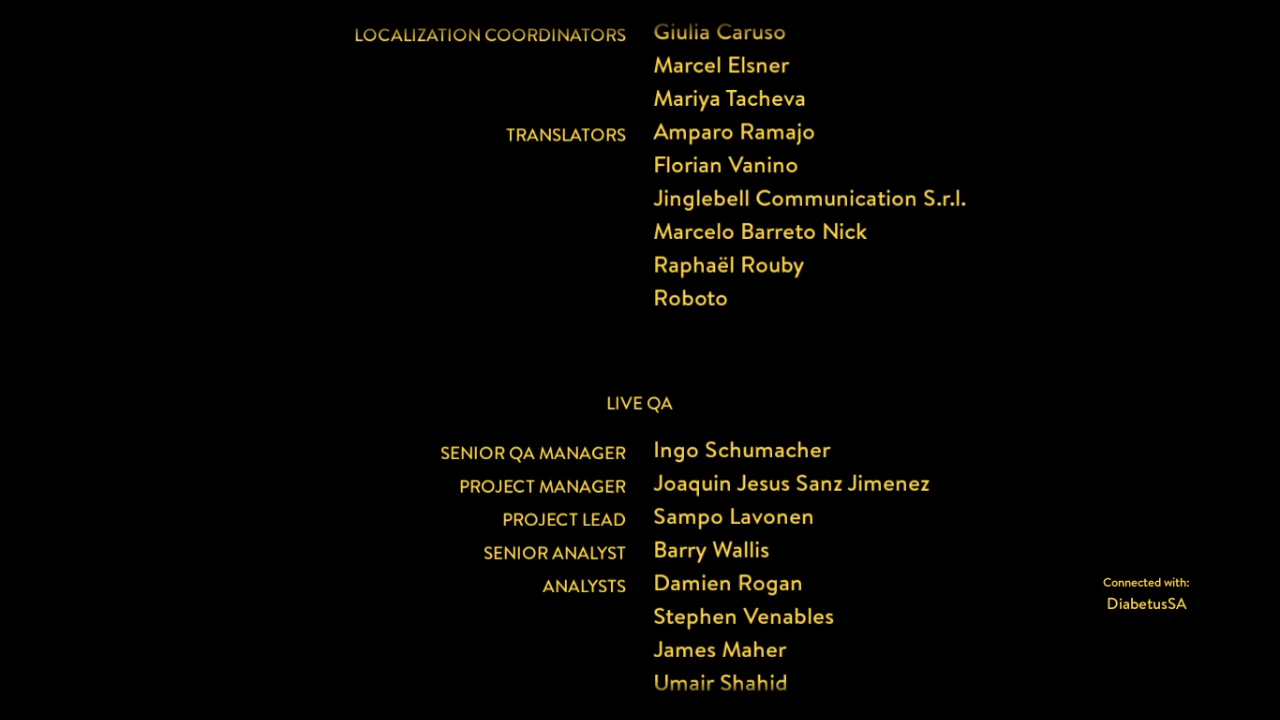 LOCALIZATION COORDINATORS Giulia Caruso
Marcel Elsner
Mariya Tacheva
TRANSLATORS Amparo Ramajo
Florian Vanino
Jinglebell Communication S.r.l.
Marcelo Barreto Nick
Raphaël Rouby
Roboto
LIVE QA
SENIOR QA MANAGER Ingo Schumacher
PROJECT MANAGER Joaquin Jesus Sanz Jimenez
PROJECT LEAD Sampo Lavonen
SENIOR ANALYST Barry Wallis
ANALYSTS Damien Rogan
Stephen Venables
James Maher
Umair Shahid
Connected with:
DiabetusSA